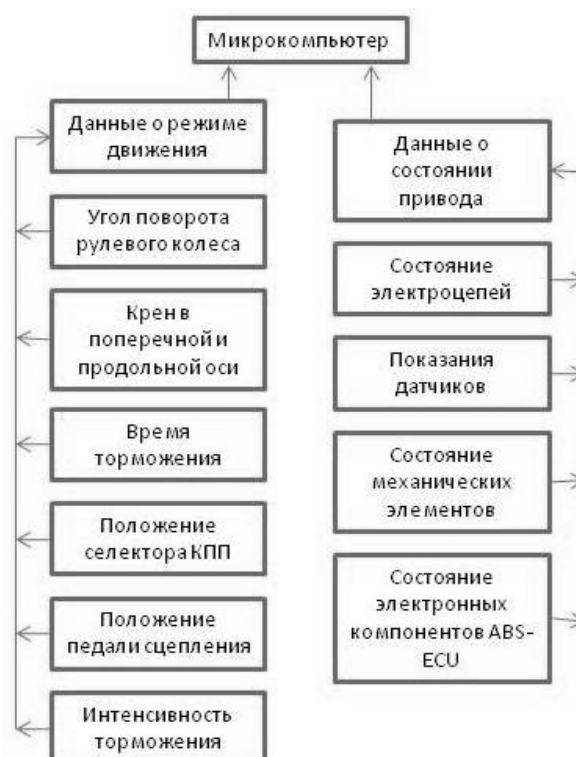 Микрокомпьютер
Данные о режиме
движения
Угол поворота
рулевого колеса
Крен в
поперечной и
продольной оси
Время
торможения
Положение
селектора КПП
Положение
педали сцепления
Интенсивность
торможения
Данные о
состоянии
привода
Состояние
электроцепей
Показания
датчиков
Состояние
механических
элементов
Состояние
электронных
компонентов ABS-
ECU